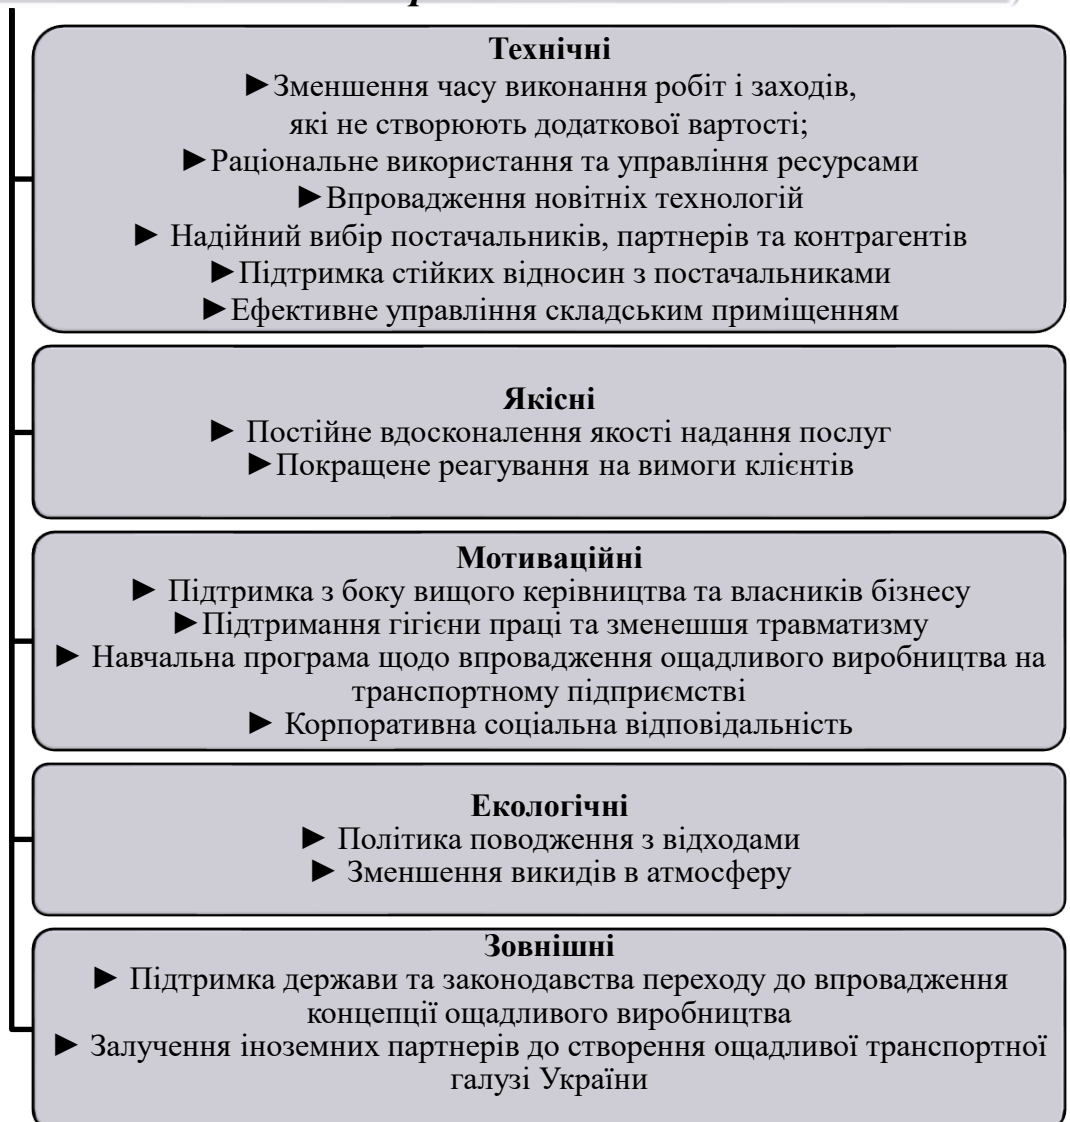 Технічні
►Зменшення часу виконання робіт і заходів,
які не створюють додаткової вартості;
►Раціональне використання та управління ресурсами
►Впровадження новітніх технологій
► Надійний вибір постачальників, партнерів та контрагентів
►Підтримка стійких відносин з постачальниками
►Ефективне управління складським приміщенням
Якісні
► Постійне вдосконалення якості надання послуг
►Покращене реагування на вимоги клієнтів
Мотиваційні
► Підтримка з боку вищого керівництва та власників бізнесу
►Підтримання гігієни праці та зменешшя травматизму
► Навчальна програма щодо впровадження ощадливого виробництва на
транспортному підприємстві
► Корпоративна соціальна відповідальність
Екологічні
► Політика поводження з відходами
► Зменшення викидів в атмосферу
Зовнішні
► Підтримка держави та законодавства переходу до впровадження
концепції ощадливого виробництва
► Залучення іноземних партнерів до створення ощадливої транспортної
галузі України